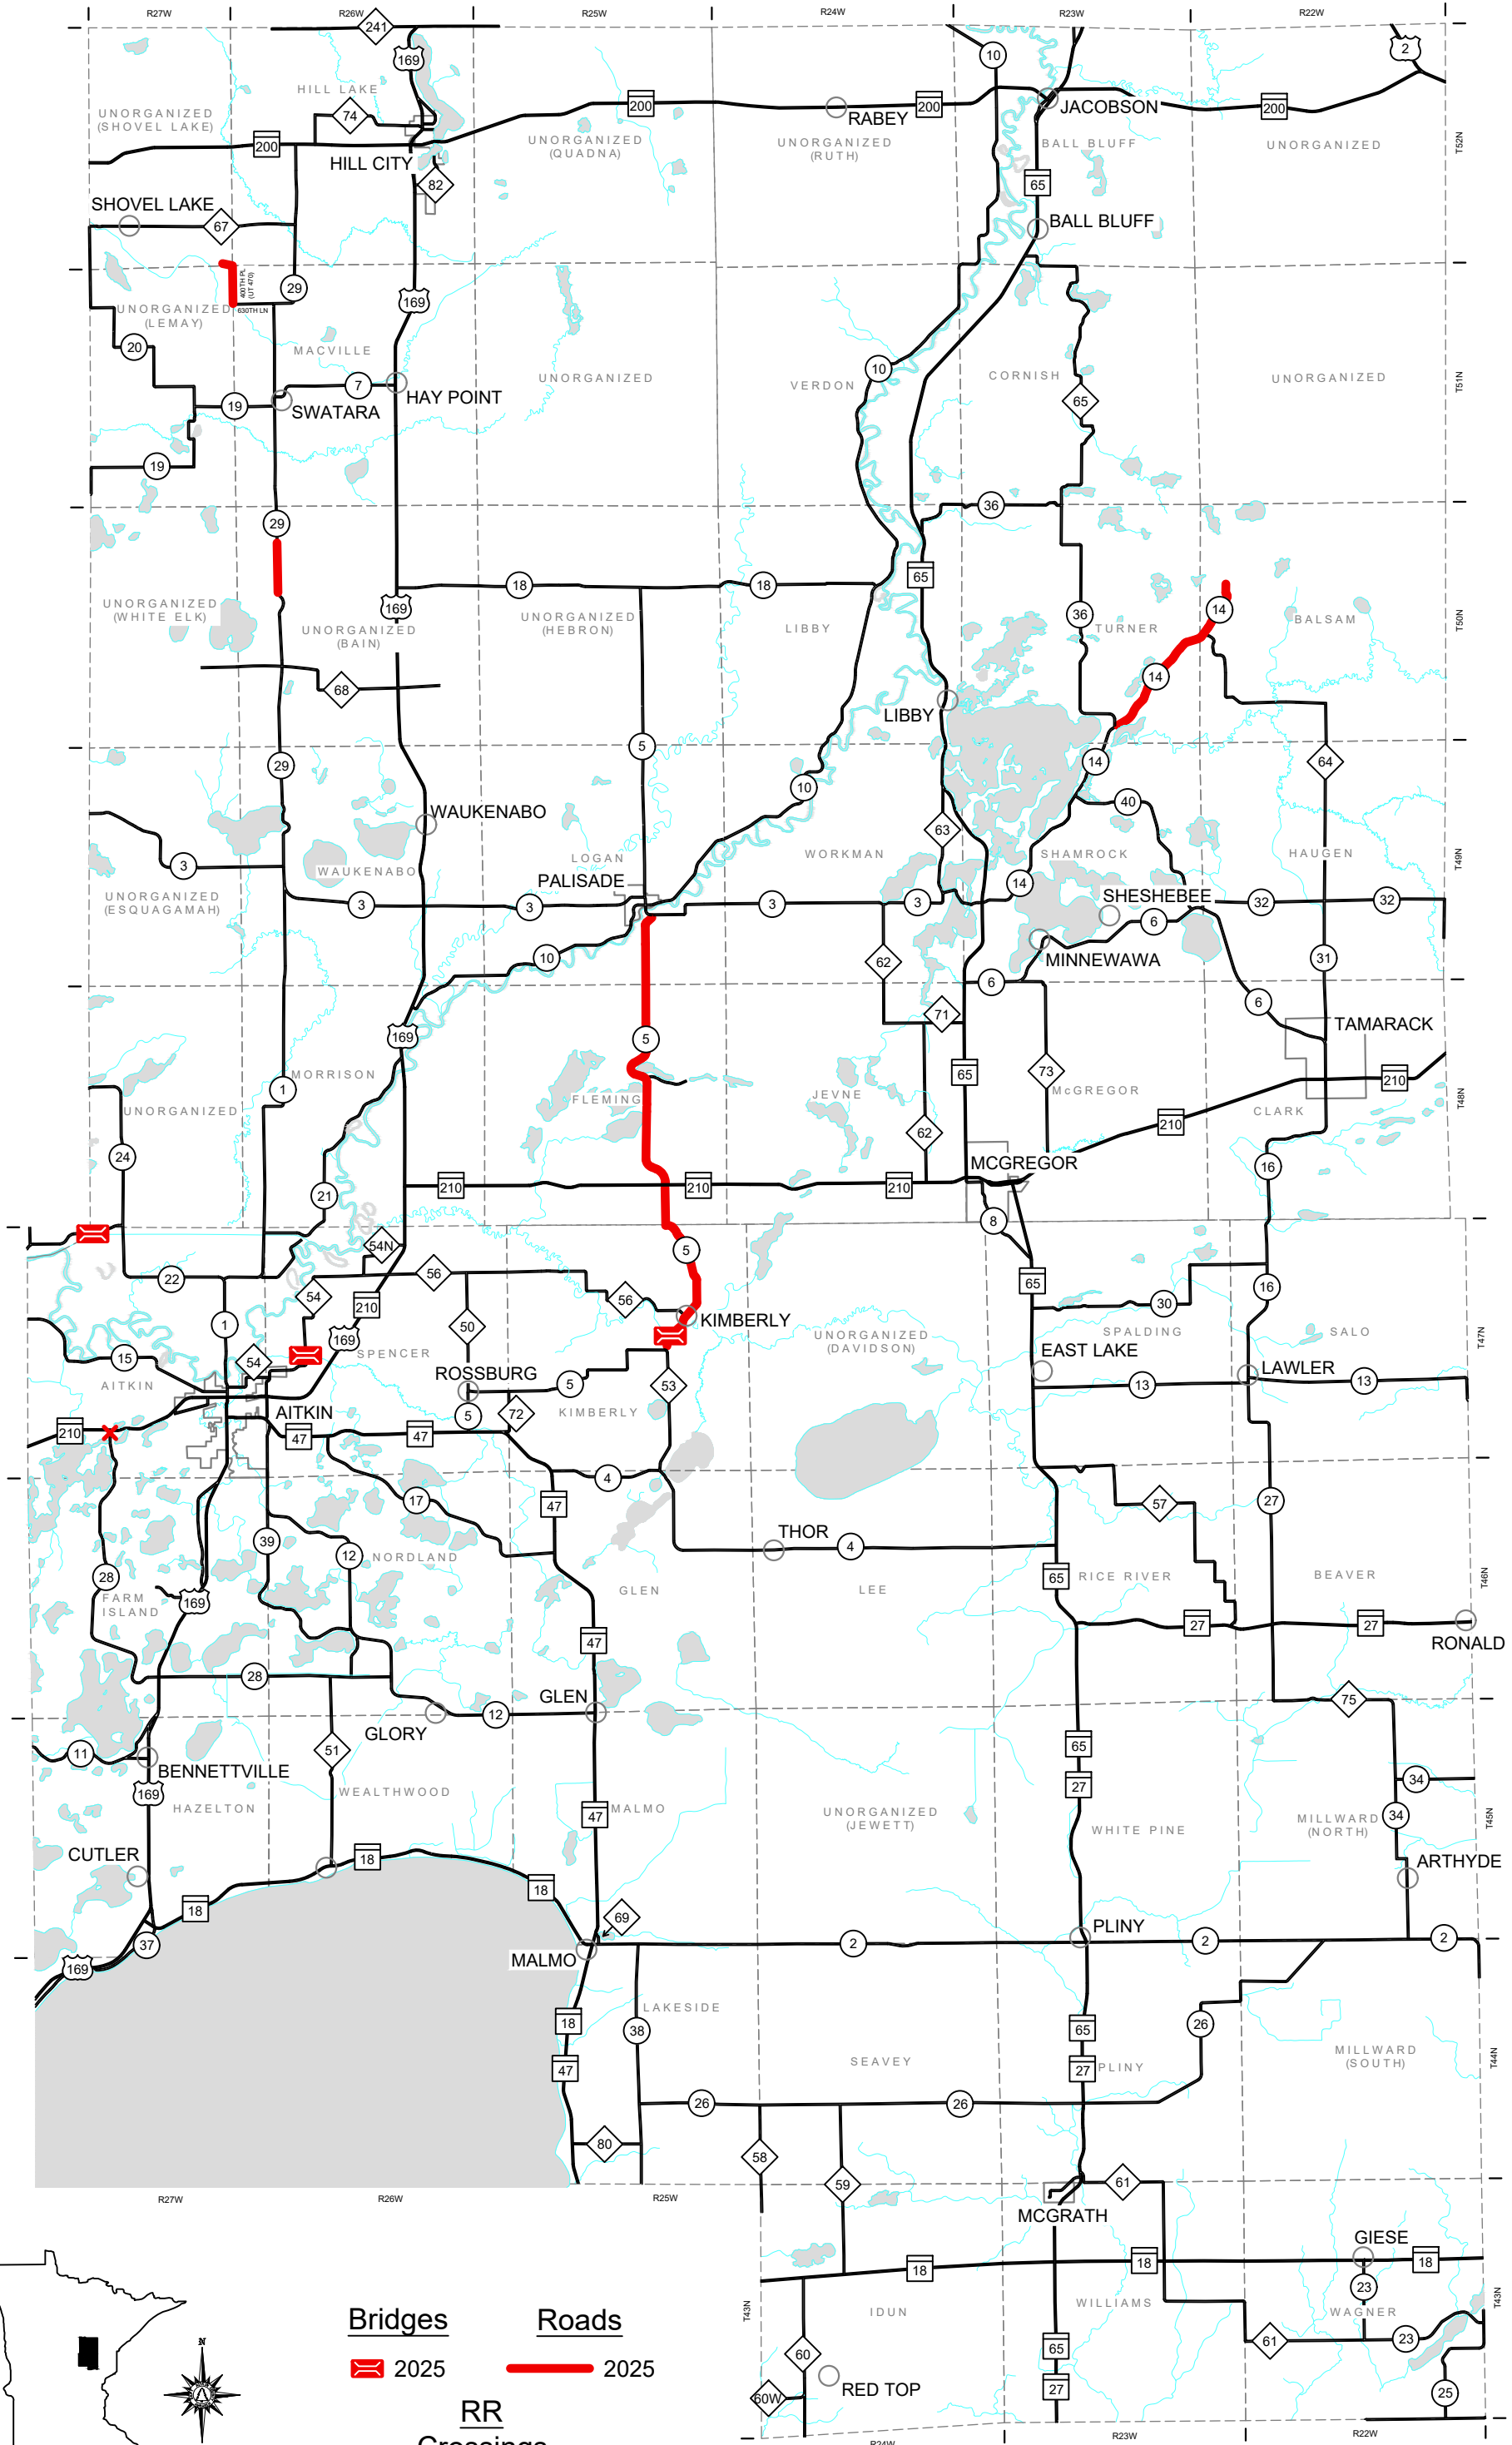 R27W
R26W
R25W
R24W
R23W
R22W
241
169
10
2
HILL LAKE
UNORGANIZED
(SHOVEL LAKE)
74
200
RABEY
200
JACOBSON
200
200
HILL CITY
UNORGANIZED
(QUADNA)
UNORGANIZED
(RUTH)
BALL BLUFF
UNORGANIZED
T52N
82
65
SHOVEL LAKE
67
BALL BLUFF
400TH PL
(UT 470)
29
630TH LN
169
UNORGANIZED
(LEMAY)
20
MACVILLE
7
HAY POINT
UNORGANIZED
VERDON
10
CORNISH
65
UNORGANIZED
T51N
19
SWATARA
19
29
36
18
18
65
169
UNORGANIZED
(WHITE ELK)
UNORGANIZED
(BAIN)
UNORGANIZED
(HEBRON)
LIBBY
36
TURNER
14
BALSAM
T50N
68
14
LIBBY
5
29
14
64
10
40
WAUKENABO
63
3
WAUKENABO
LOGAN
WORKMAN
SHAMROCK
HAUGEN
T49N
UNORGANIZED
(ESQUAGAMAH)
PALISADE
14
SHESHEBEE
3
3
3
3
6
32
32
10
62
MINNEWAWA
31
6
6
71
TAMARACK
169
5
65
73
210
MORRISON
1
UNORGANIZED
FLEMING
JEVNE
McGREGOR
CLARK
T48N
210
62
24
MCGREGOR
16
21
210
210
210
8
54N
5
22
56
65
16
54
210
56
30
1
50
KIMBERLY
169
UNORGANIZED
(DAVIDSON)
SPALDING
SALO
T47N
15
54
SPENCER
EAST LAKE
LAWLER
AITKIN
ROSSBURG
5
53
13
13
5
72
KIMBERLY
210
AITKIN
47
47
4
17
47
57
27
39
THOR
4
12
NORDLAND
28
FARM
ISLAND
169
GLEN
LEE
65
RICE RIVER
BEAVER
T46N
27
27
47
RONALD
28
GLEN
75
12
GLORY
11
51
65
BENNETTVILLE
34
169
WEALTHWOOD
27
HAZELTON
47
MALMO
UNORGANIZED
(JEWETT)
WHITE PINE
MILLWARD
(NORTH)
34
T45N
CUTLER
18
ARTHYDE
18
18
69
PLINY
37
MALMO
2
2
2
169
LAKESIDE
18
38
65
26
47
SEAVEY
27
PLINY
MILLWARD
(SOUTH)
T44N
26
26
80
58
59
61
R27W
R26W
R25W
MCGRATH
GIESE
18
18
18
23
T43N
IDUN
WILLIAMS
WAGNER
T43N
Bridges
Roads
65
61
23
60
2025
2025
N
60W
RED TOP
27
25
RR
Crossings
R24W
R23W
R22W